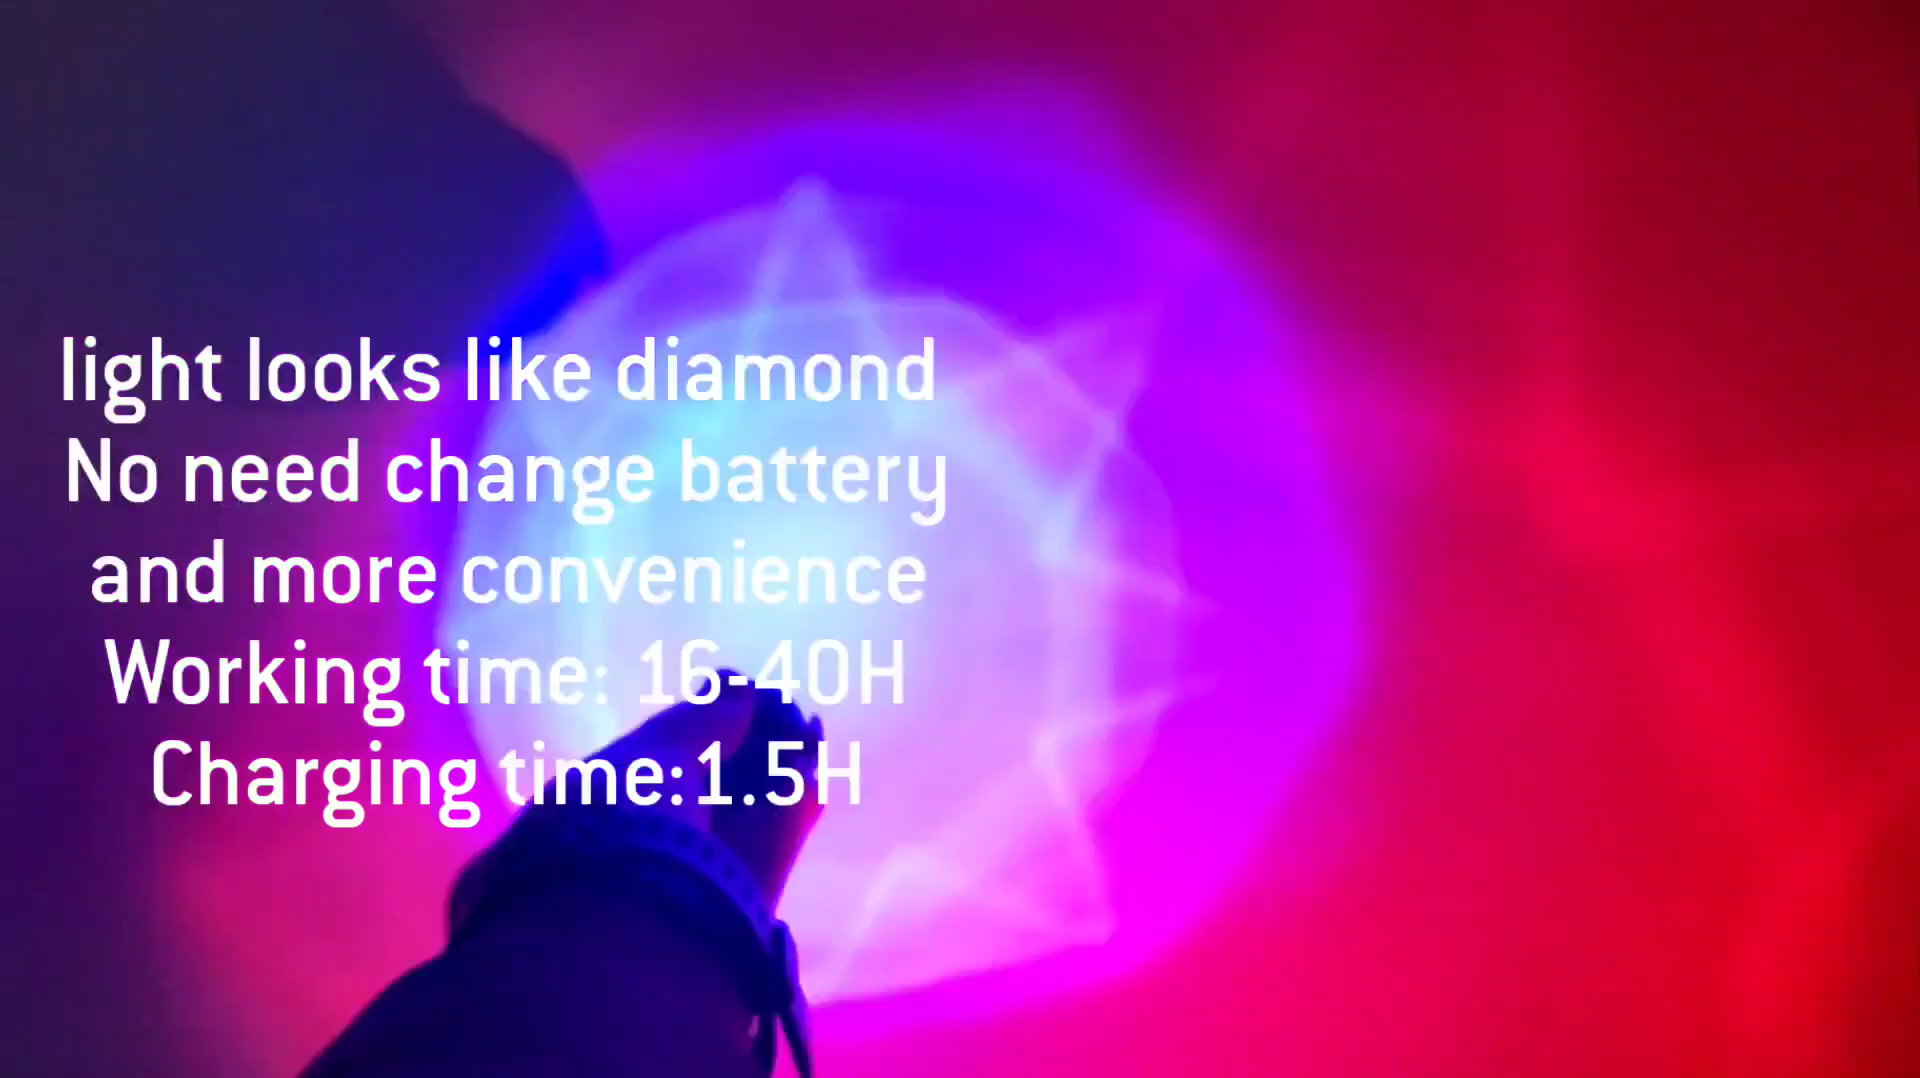 light looks like diamond
No need change battery
and more convenience
Working time: 16-40H
Charging time:1.5H